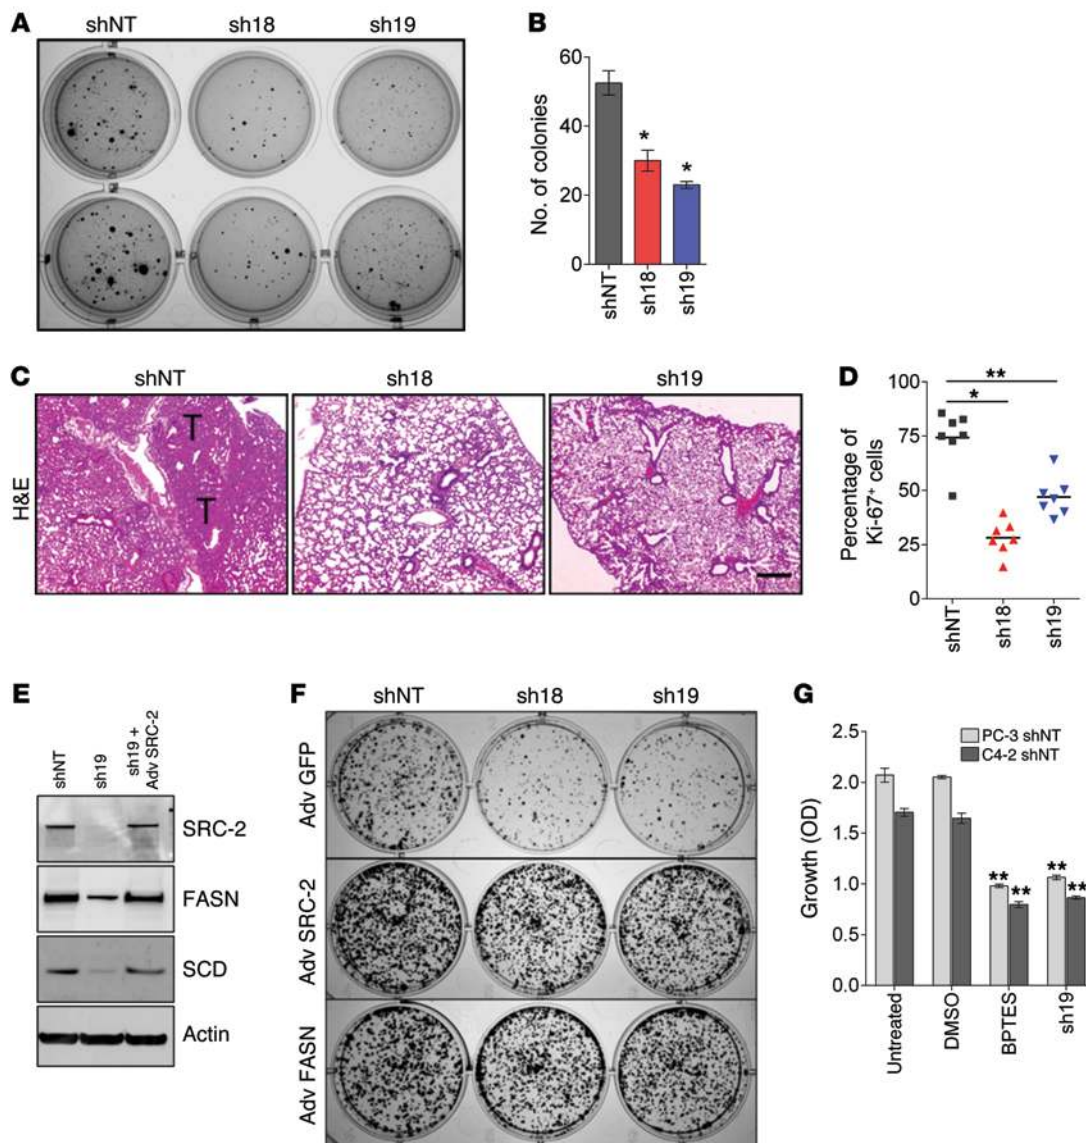 A
shNT sh18 sh19
B
No. of colonies
60
40
20
0
* *
shNT sh18 sh19
C
shNT sh18 sh19
H&E
T
T
D
Percentage of
Ki-67+ cells
100
75
50
25
0
**
*
shNT sh18 sh19
E
shNT sh19 sh19 +
Adv SRC-2
SRC-2
FASN
SCD
Actin
F
shNT sh18 sh19
Adv GFP
Adv SRC-2
Adv FASN
G
PC-3 shNT
C4-2 shNT
Growth (OD)
2.5
2.0
1.5
1.0
0.5
0.0
** ** ** **
Untreated DMSO BPTES sh19